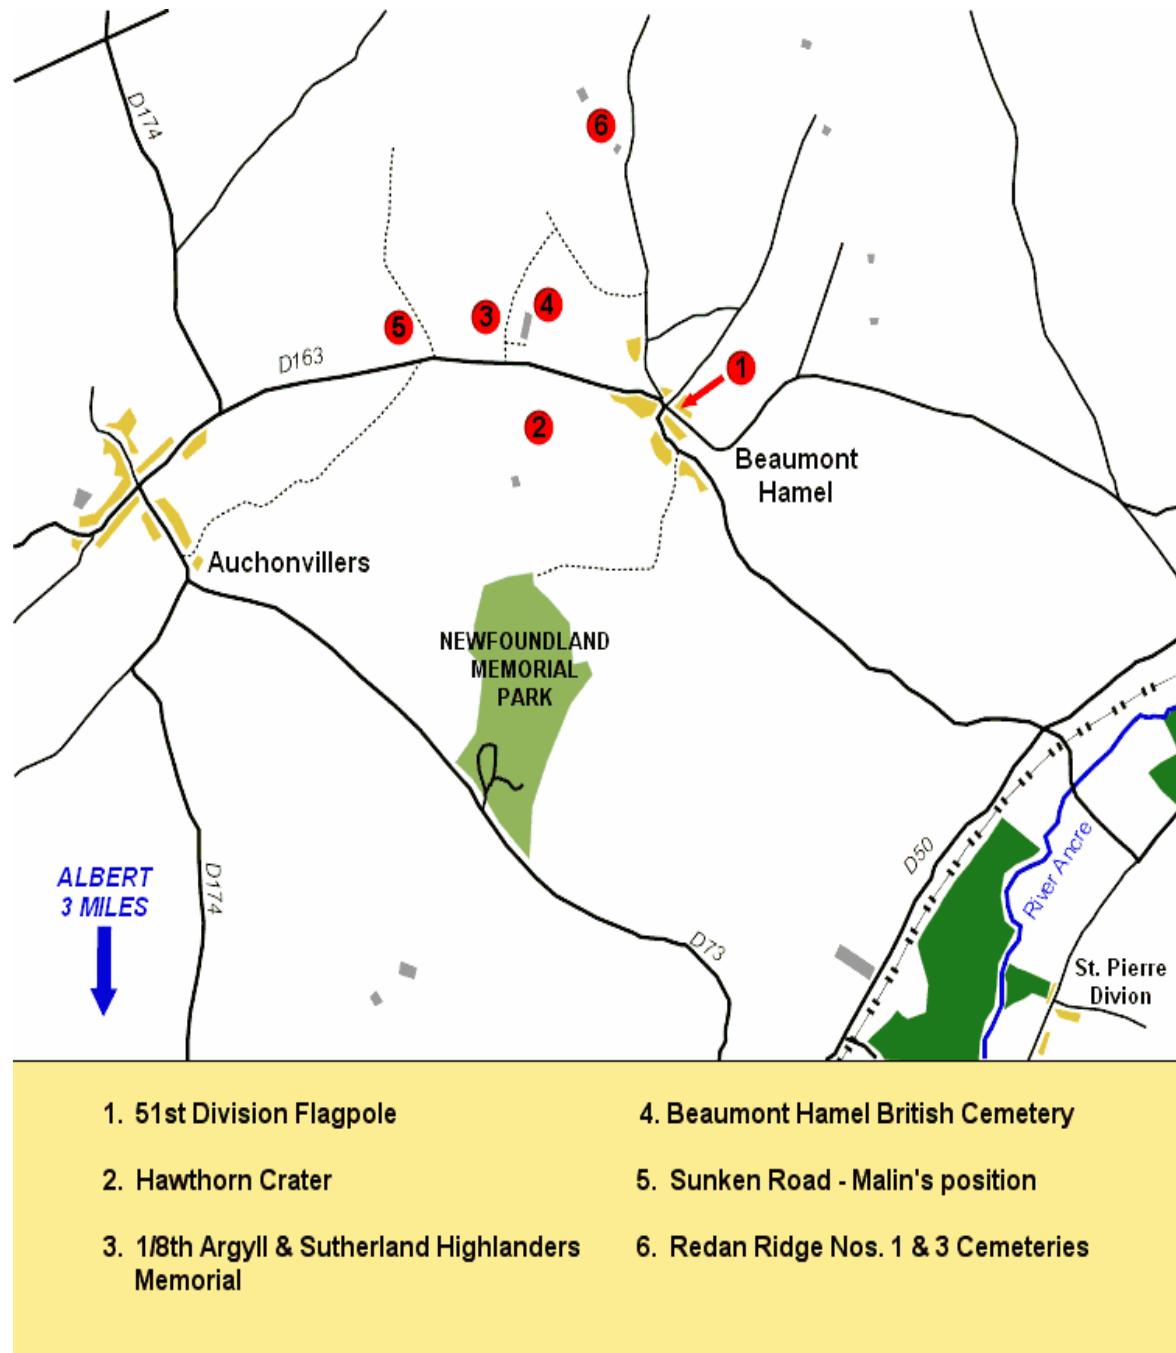 D174
6
5
3
4
D163
1
2
Beaumont
Hamel
Auchonvillers
NEWFOUNDLAND
MEMORIAL
PARK
ALBERT
3 MILES
D174
D50
River Ancre
D73
St. Pierre
Divion
1. 51st Division Flagpole
2. Hawthorn Crater
3. 1/8th Argyll & Sutherland Highlanders
Memorial
4. Beaumont Hamel British Cemetery
5. Sunken Road - Malin's position
6. Redan Ridge Nos. 1 & 3 Cemeteries